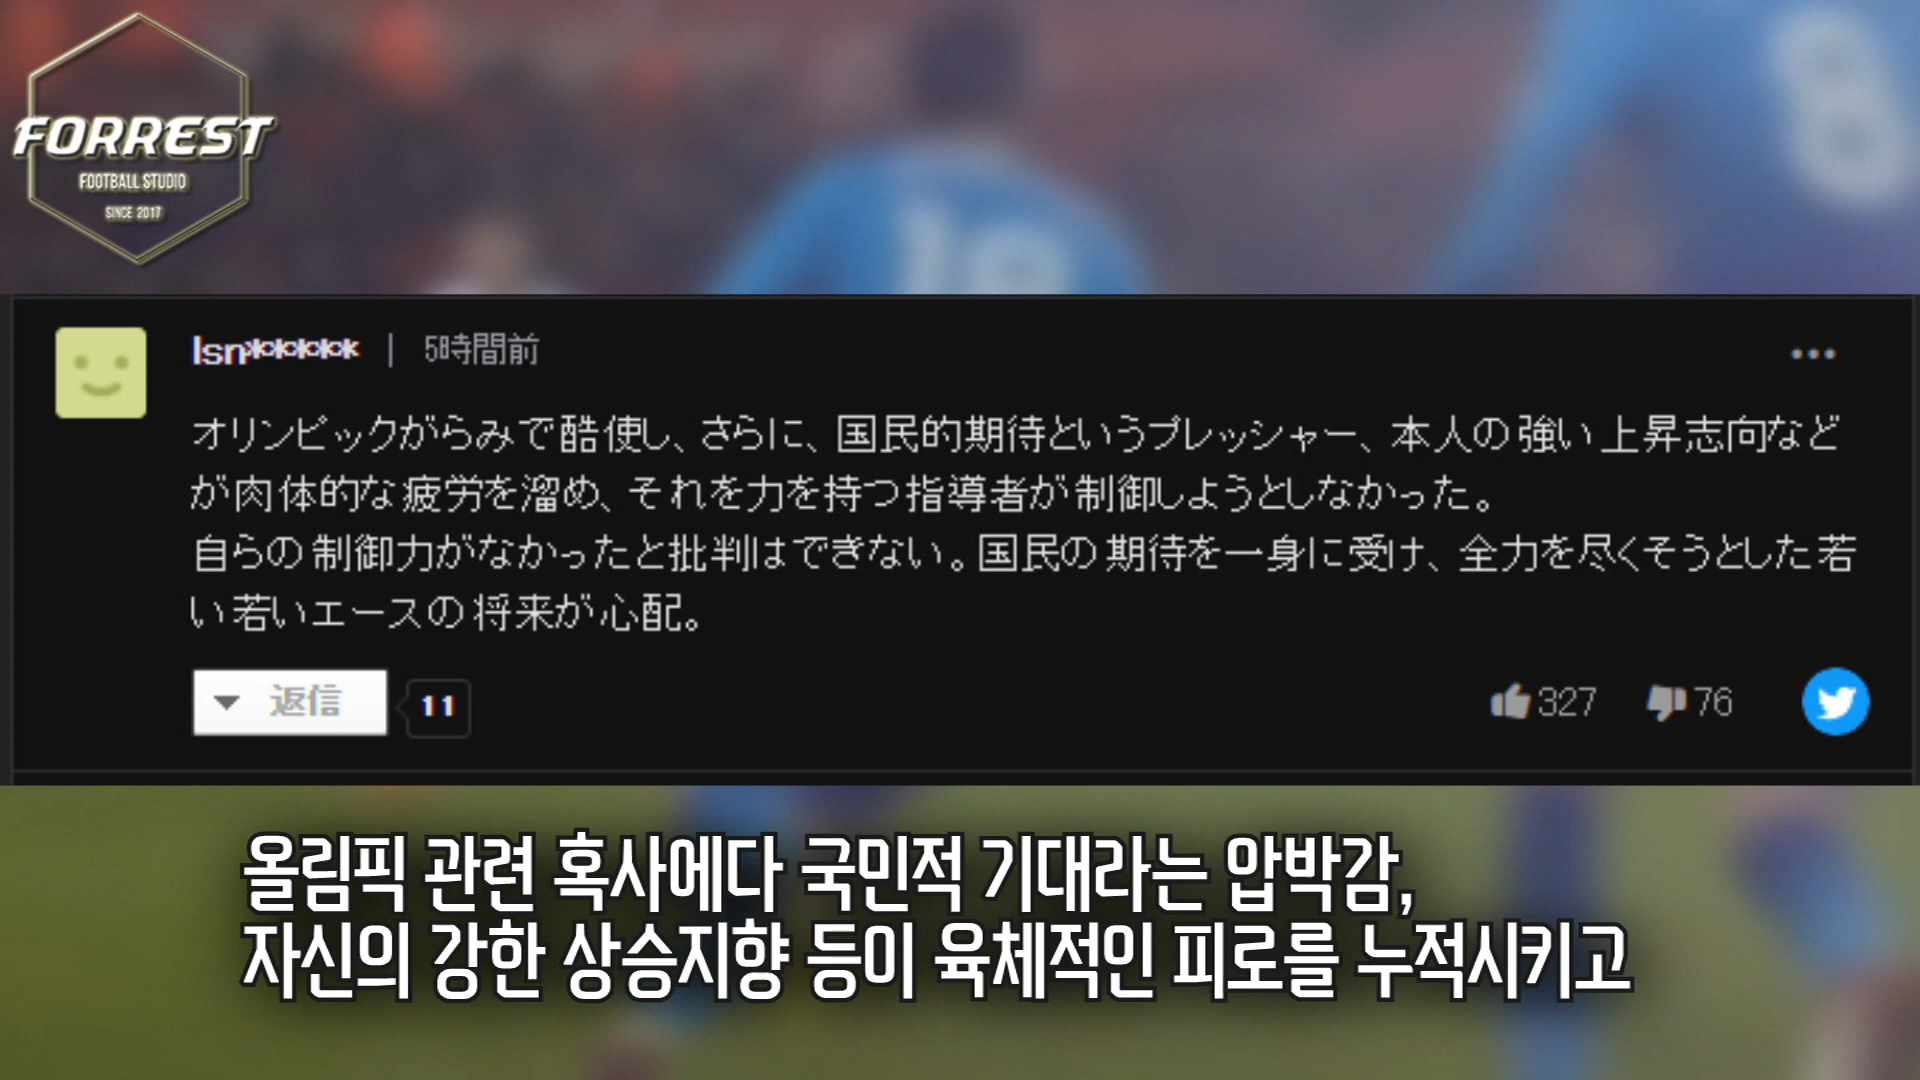 FORREST
FOOTBALL STUDIO
SINCE 2017
lsn***** | 5時間前
オリンピックがらみで酷使し、さらに、国民的期待というプレッシャー、本人の強い上昇志向など
が肉体的な疲労を溜め、それを力を持つ指導者が制御しようとしなかった。
自らの制御力がなかったと批判はできない。国民の期待を一身に受け、全力を尽くそうとした若
い若いエースの将来が心配。
返信 11
327 76
올림픽 관련 혹사에다 국민적 기대라는 압박감,
자신의 강한 상승지향 등이 육체적인 피로를 누적시키고